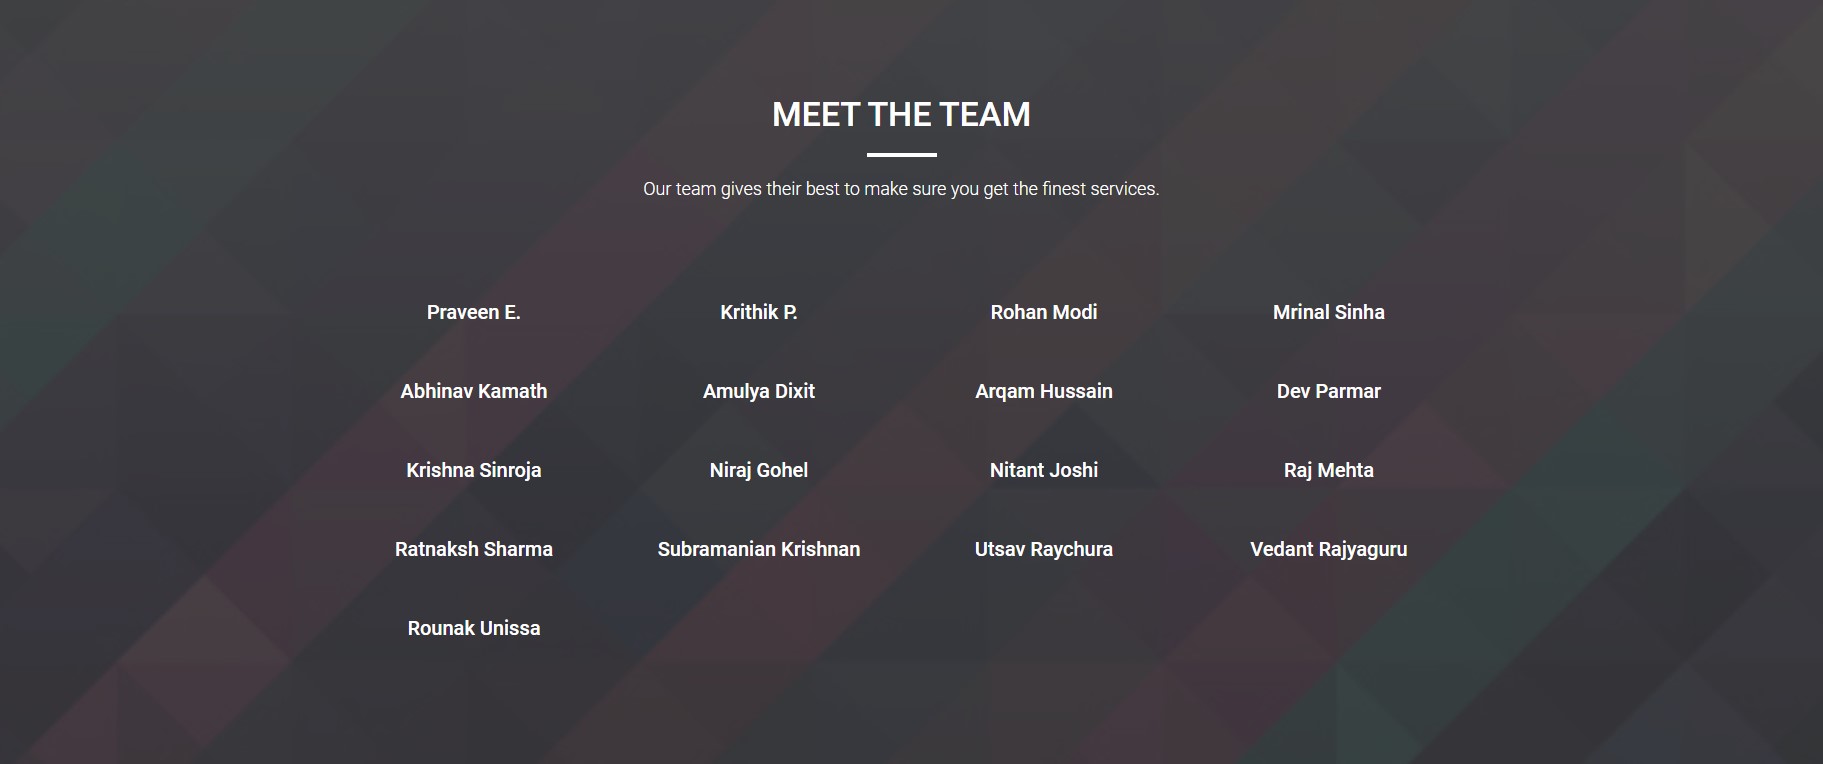 MEET THE TEAM
Our team gives their best to make sure you get the finest services.
Praveen E. Krithik P. Rohan Modi Mrinal Sinha
Abhinav Kamath Amulya Dixit Arqam Hussain Dev Parmar
Krishna Sinroja Niraj Gohel Nitant Joshi Raj Mehta
Ratnaksh Sharma Subramanian Krishnan Utsav Raychura Vedant Rajyaguru
Rounak Unissa